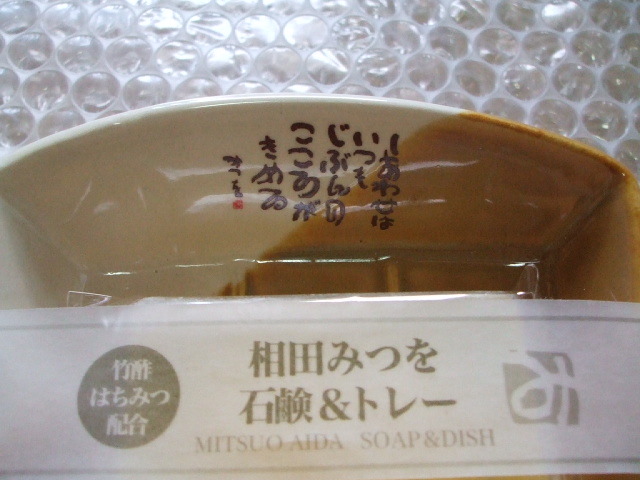 しあわせは
いつも
じぶんの
こころが
きめる
みつを
竹酢
はちみつ
配合
相田みつを
石鹸&トレー
MITSUO AIDA SOAP&DISH